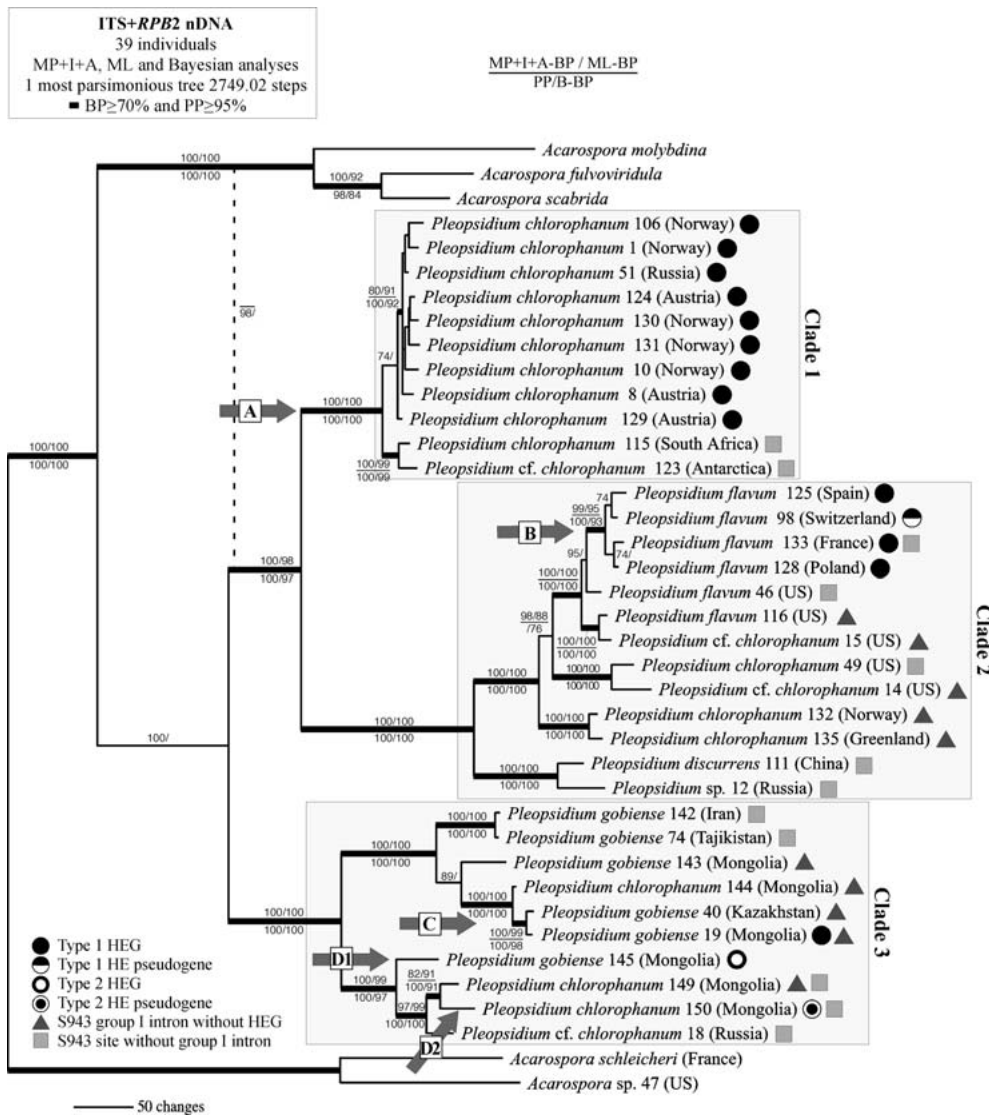 ITS+RPB2 nDNA
39 individuals
MP+I+A, ML and Bayesian analyses
1 most parsimonious tree 2749.02 steps
BP≥70% and PP≥95%
MP+I+A-BP / ML-BP
PP/B-BP
100/100
100/100
Acarospora molybdina
100/92
98/84
Acarospora fulvoviridula
Acarospora scabrida
98/
Pleopsidium chlorophanum 106 (Norway)
Pleopsidium chlorophanum 1 (Norway)
Pleopsidium chlorophanum 51 (Russia)
80/91
100/92
Pleopsidium chlorophanum 124 (Austria)
Pleopsidium chlorophanum 130 (Norway)
Pleopsidium chlorophanum 131 (Norway)
74/
Pleopsidium chlorophanum 10 (Norway)
Pleopsidium chlorophanum 8 (Austria)
Pleopsidium chlorophanum 129 (Austria)
Clade 1
A
100/100
100/100
100/100
100/100
Pleopsidium chlorophanum 115 (South Africa)
100/99
100/99
Pleopsidium cf. chlorophanum 123 (Antarctica)
74
Pleopsidium flavum 125 (Spain)
99/95
100/93
Pleopsidium flavum 98 (Switzerland)
B
Pleopsidium flavum 133 (France)
95/
74/
Pleopsidium flavum 128 (Poland)
100/98
100/97
100/100
100/100
Pleopsidium flavum 46 (US)
Pleopsidium flavum 116 (US)
98/88
/76
100/100
100/100
Pleopsidium cf. chlorophanum 15 (US)
100/100
100/100
Pleopsidium chlorophanum 49 (US)
Pleopsidium cf. chlorophanum 14 (US)
Clade 2
100/100
100/100
100/100
100/100
Pleopsidium chlorophanum 132 (Norway)
Pleopsidium chlorophanum 135 (Greenland)
100/
100/100
100/100
100/100
100/100
Pleopsidium discurrens 111 (China)
Pleopsidium sp. 12 (Russia)
100/100
100/100
Pleopsidium gobiense 142 (Iran)
Pleopsidium gobiense 74 (Tajikistan)
100/100
100/100
89/
Pleopsidium gobiense 143 (Mongolia)
100/100
100/100
Pleopsidium chlorophanum 144 (Mongolia)
C
Pleopsidium gobiense 40 (Kazakhstan)
100/99
100/98
Pleopsidium gobiense 19 (Mongolia)
Clade 3
100/100
100/100
D1
Pleopsidium gobiense 145 (Mongolia)
100/99
100/97
82/91
100/91
Pleopsidium chlorophanum 149 (Mongolia)
97/99
100/100
Pleopsidium chlorophanum 150 (Mongolia)
Pleopsidium cf. chlorophanum 18 (Russia)
D2
Acarospora schleicheri (France)
Acarospora sp. 47 (US)
Type 1 HEG
Type 1 HE pseudogene
Type 2 HEG
Type 2 HE pseudogene
S943 group I intron without HEG
S943 site without group I intron
50 changes